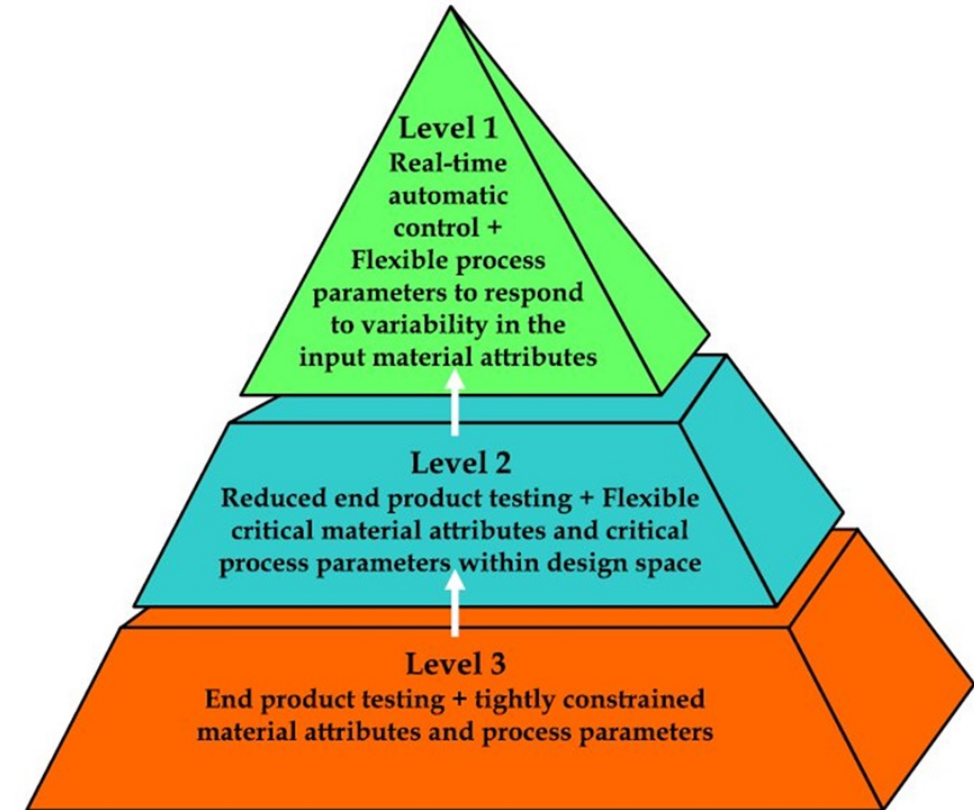 Level 1
Real-time
automatic
control +
Flexible process
parameters to respond
to variability in the
input material attributes
Level 2
Reduced end product testing + Flexible
critical material attributes and critical
process parameters within design space
Level 3
End product testing + tightly constrained
material attributes and process parameters